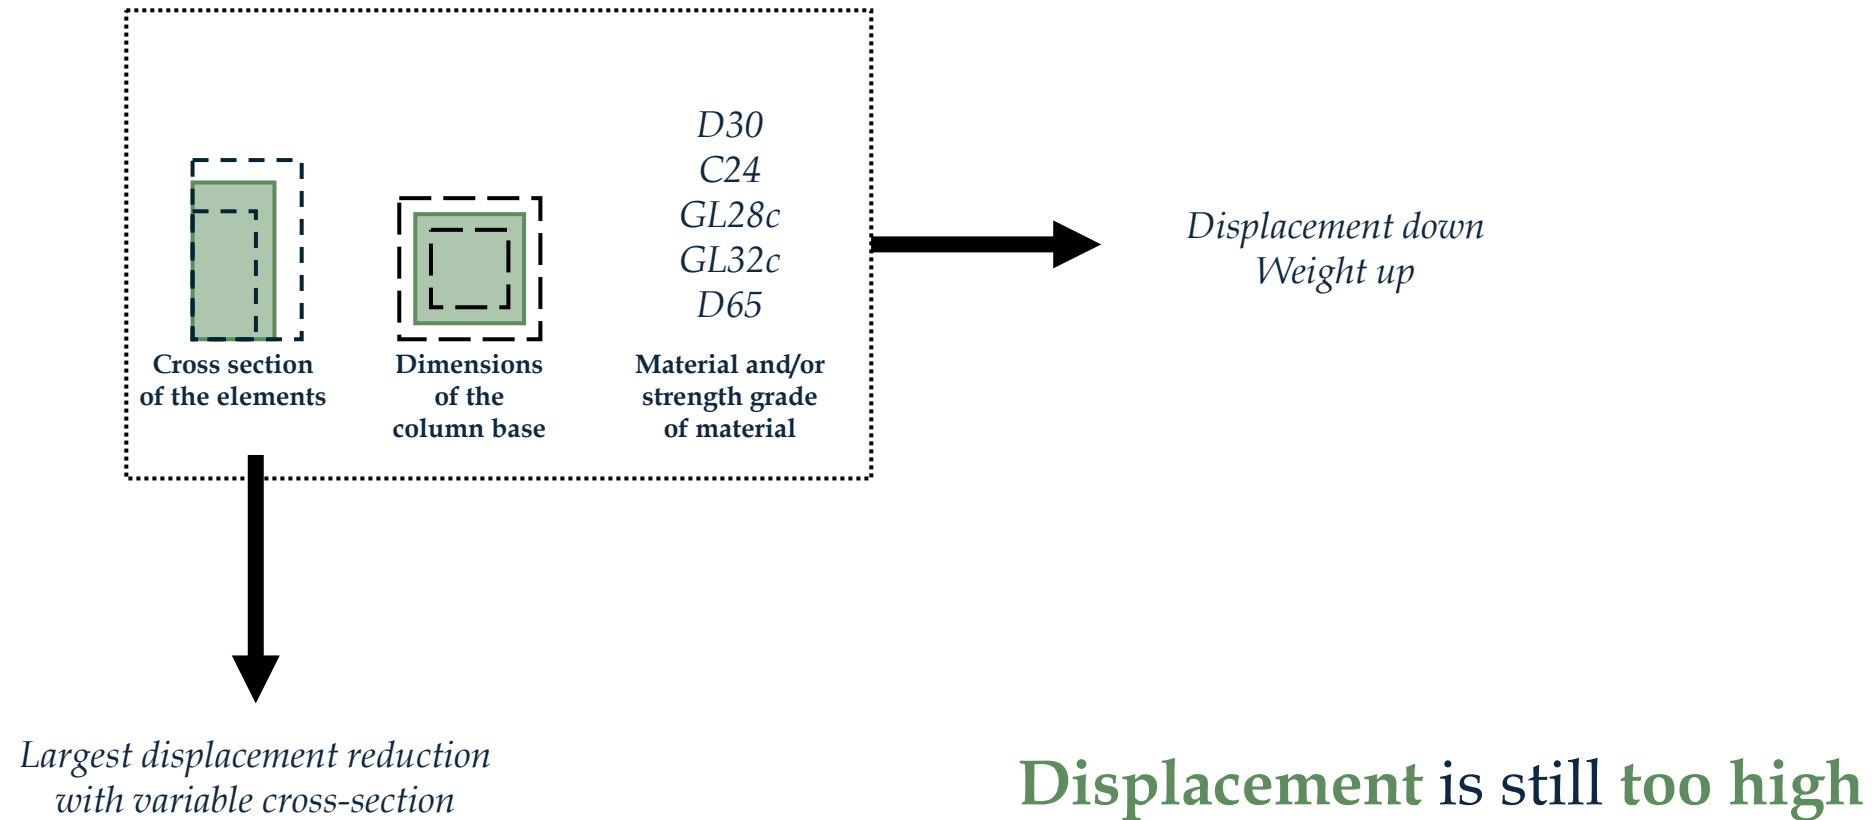 D30
C24
GL28c
GL32c
D65
Cross section
of the elements
Dimensions
of the
column base
Material and/or
strength grade
of material
Displacement down
Weight up
Largest displacement reduction
with variable cross-section
Displacement is still too high